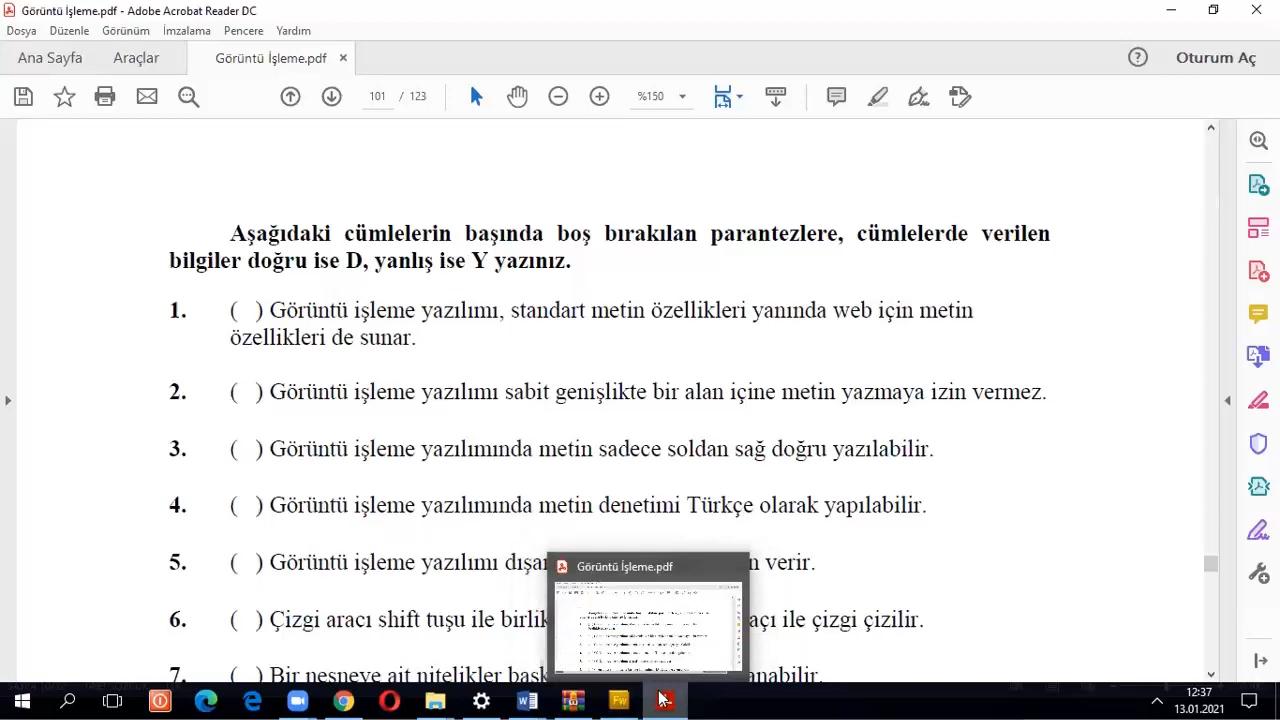 Görüntü İşleme.pdf - Adobe Acrobat Reader DC
Dosya Düzenle Görünüm İmzalama Pencere Yardım
Ana Sayfa Araçlar Görüntü İşleme.pdf × ? Oturum Aç
101 / 123 %150
Aşağıdaki cümlelerin başında boş bırakılan parantezlere, cümlelerde verilen
bilgiler doğru ise D, yanlış ise Y yazınız.
1. ( ) Görüntü işleme yazılımı, standart metin özellikleri yanında web için metin
özellikleri de sunar.
2. ( ) Görüntü işleme yazılımı sabit genişlikte bir alan içine metin yazmaya izin vermez.
3. ( ) Görüntü işleme yazılımında metin sadece soldan sağ doğru yazılabilir.
4. ( ) Görüntü işleme yazılımında metin denetimi Türkçe olarak yapılabilir.
5. ( ) Görüntü işleme yazılımı verir.
Görüntü İşleme.pdf
6. ( ) Çizgi aracı shift tuşu ile ile çizgi çizilir.
7. ( ) Bir nesneye ait nitelikler
Fw
12:37
13.01.2021